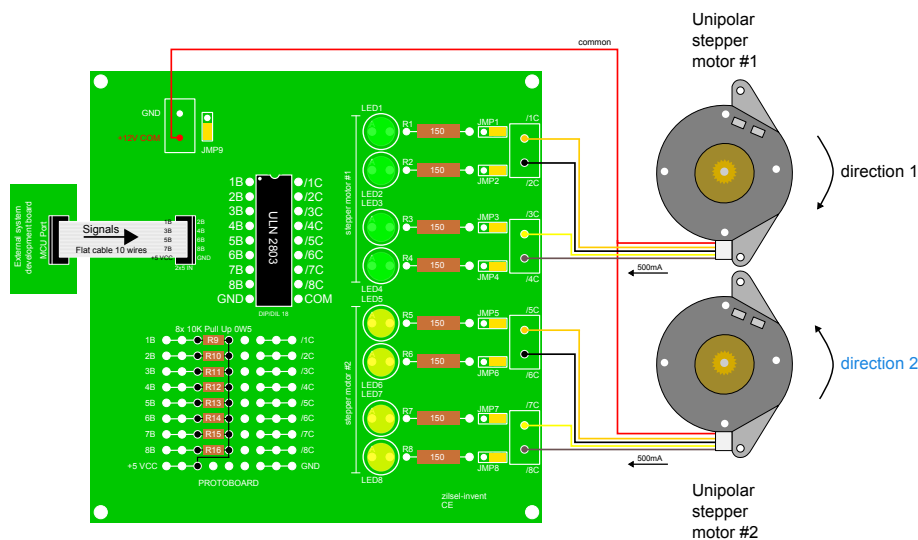 Unipolar
stepper
motor #1
common
direction 1
500mA
direction 2
500mA
Unipolar
stepper
motor #2
GND
+12V COM
JMP9
External system
development board
MCU Port
Signals
Flat cable 10 wires
1B 2B
3B 4B
5B 6B
7B 8B
+5 VCC GND
2x5 IN
1B /1C
2B /2C
3B /3C
4B /4C
5B /5C
6B /6C
7B /7C
8B /8C
GND COM
ULN 2803
DIP/DIL 18
stepper motor #1
LED1
R1 150 JMP1 /1C
R2 150 JMP2 /2C
LED2
LED3
R3 150 JMP3 /3C
R4 150 JMP4 /4C
LED4
stepper motor #2
LED5
R5 150 JMP5 /5C
R6 150 JMP6 /6C
LED6
LED7
R7 150 JMP7 /7C
R8 150 JMP8 /8C
LED8
8x 10K Pull Up 0W5
1B R9 /1C
2B R10 /2C
3B R11 /3C
4B R12 /4C
5B R13 /5C
6B R14 /6C
7B R15 /7C
8B R16 /8C
+5 VCC GND
PROTOBOARD
zilsel-invent
CE